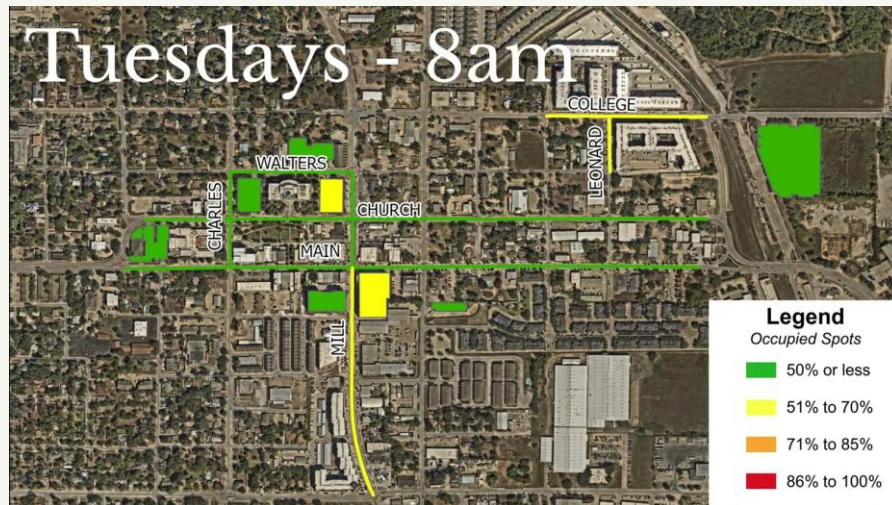 Tuesdays - 8am
COLLEGE
LEONARD
WALTERS
CHARLES
CHURCH
MAIN
MILL
Legend
Occupied Spots
50% or less
51% to 70%
71% to 85%
86% to 100%